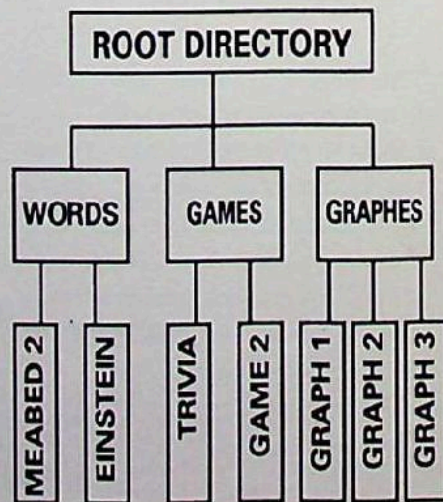 ROOT DIRECTORY
WORDS
GAMES
GRAPHES
MEABED 2
EINSTEIN
TRIVIA
GAME 2
GRAPH 1
GRAPH 2
GRAPH 3